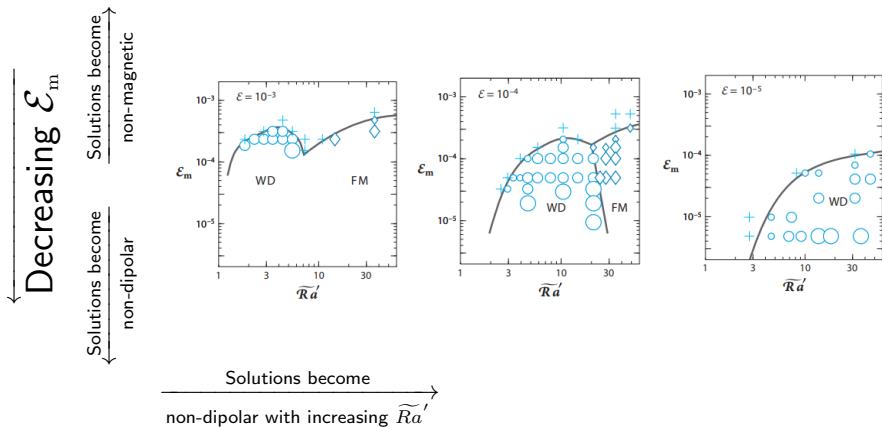 Decreasing ℰₘ
Solutions become
non-magnetic
Solutions become
non-dipolar
10⁻³
10⁻⁴
10⁻⁵
ℰₘ
ℰ = 10⁻³
WD
FM
1
3
10
30
R̃a′
10⁻³
10⁻⁴
10⁻⁵
ℰₘ
ℰ = 10⁻⁴
WD
FM
1
3
10
30
R̃a′
10⁻³
10⁻⁴
10⁻⁵
ℰₘ
ℰ = 10⁻⁵
WD
1
3
10
30
R̃a′
Solutions become
non-dipolar with increasing R̃a′